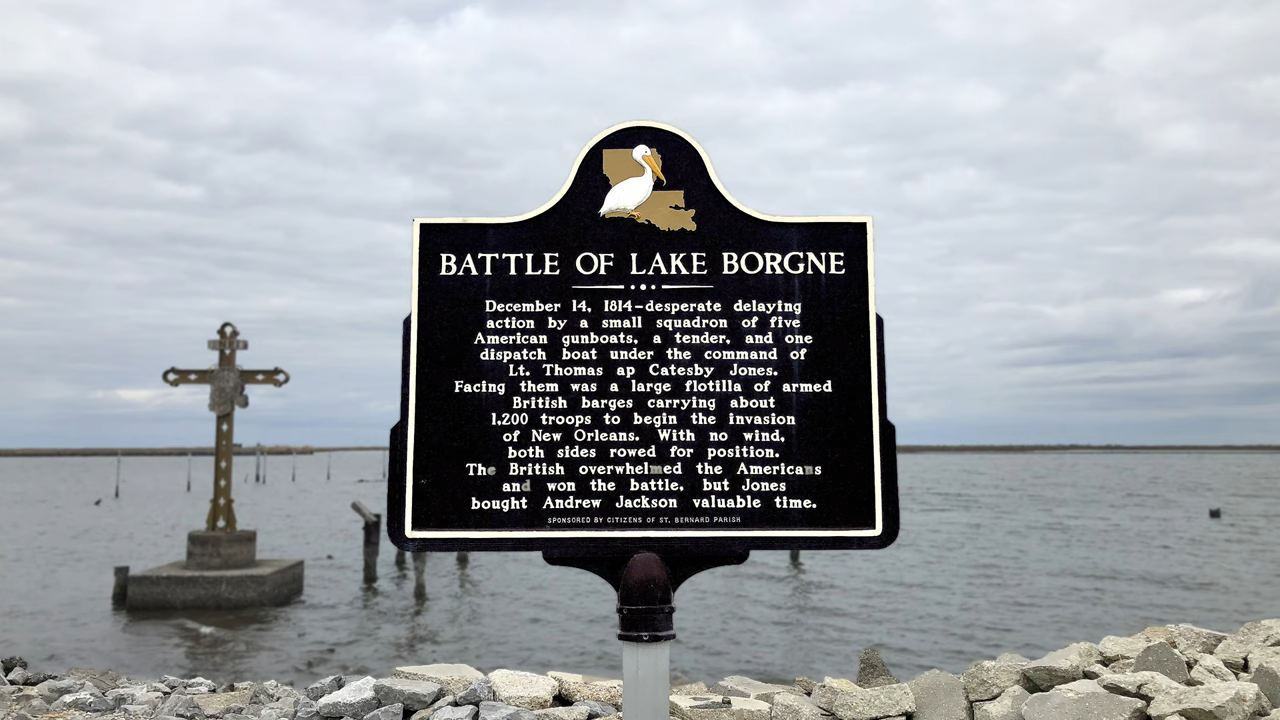 BATTLE OF LAKE BORGNE
December 14, 1814–desperate delaying
action by a small squadron of five
American gunboats, a tender, and one
dispatch boat under the command of
Lt. Thomas ap Catesby Jones.
Facing them was a large flotilla of armed
British barges carrying about
1,200 troops to begin the invasion
of New Orleans. With no wind,
both sides rowed for position.
The British overwhelmed the Americans
and won the battle, but Jones
bought Andrew Jackson valuable time.
SPONSORED BY CITIZENS OF ST. BERNARD PARISH